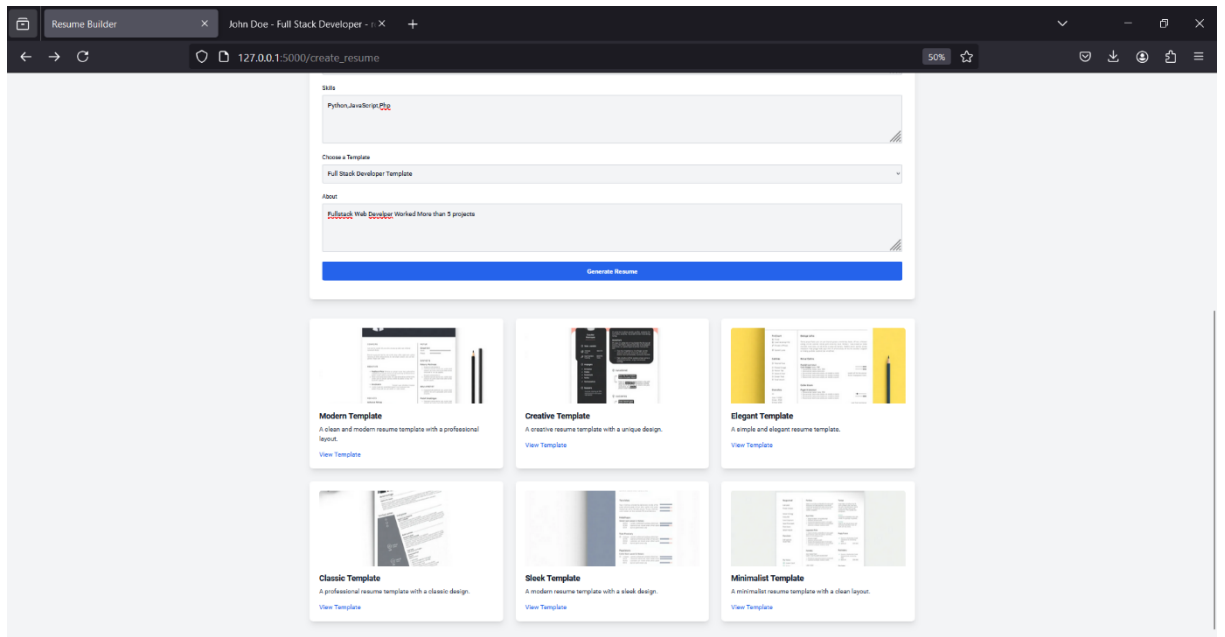 Resume Builder
John Doe - Full Stack Developer -
127.0.0.1:5000/create_resume
50%
Skills
Python,JavaScript,Php
Choose a Template
Full Stack Developer Template
About
Fullstack Web Develper Worked More than 5 projects
Generate Resume
Modern Template
A clean and modern resume template with a professional
layout.
View Template
Creative Template
A creative resume template with a unique design.
View Template
Elegant Template
A simple and elegant resume template.
View Template
Classic Template
A professional resume template with a classic design.
View Template
Sleek Template
A modern resume template with a sleek design.
View Template
Minimalist Template
A minimalist resume template with a clean layout.
View Template